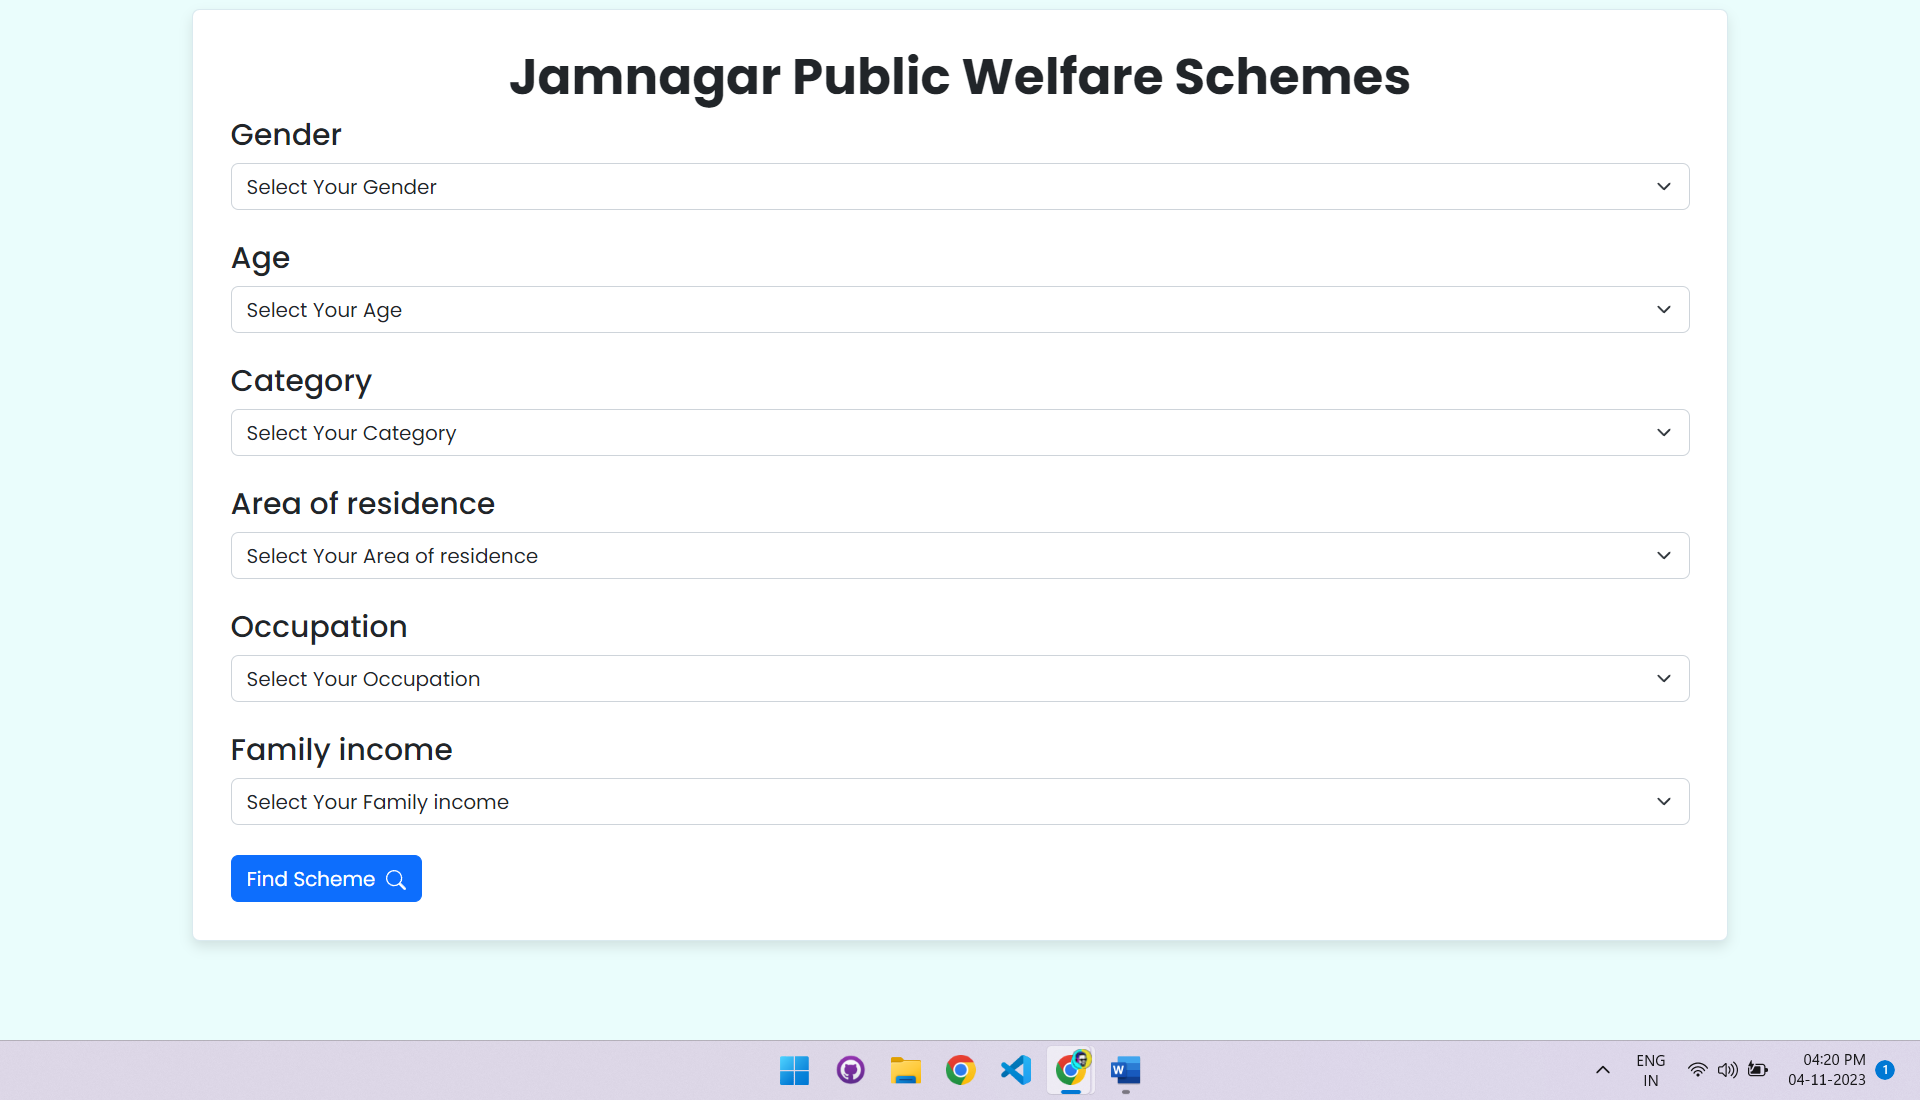 Jamnagar Public Welfare Schemes
Gender
Select Your Gender
Age
Select Your Age
Category
Select Your Category
Area of residence
Select Your Area of residence
Occupation
Select Your Occupation
Family income
Select Your Family income
Find Scheme
W
ENG
IN
04:20 PM
04-11-2023
1